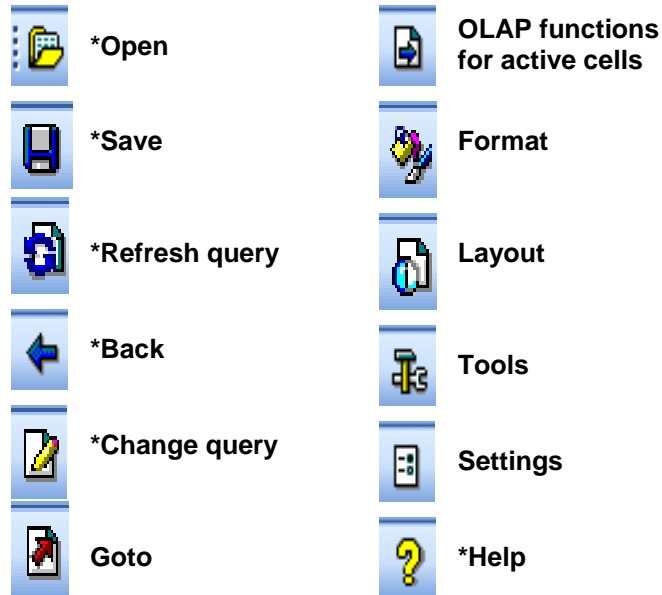 *Open
*Save
*Refresh query
*Back
*Change query
Goto
OLAP functions
for active cells
Format
Layout
Tools
Settings
*Help